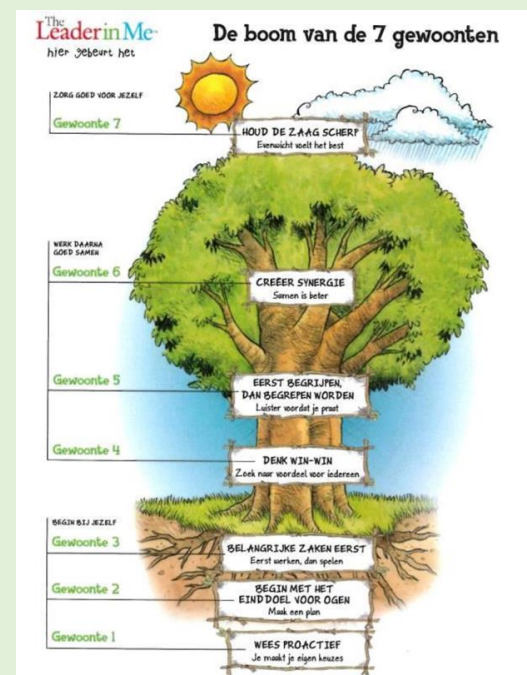 The
Leader in Me
hier gebeurt het
De boom van de 7 gewoonten
ZORG GOED VOOR JEZELF
Gewoonte 7
HOUD DE ZAAG SCHERP
Evenwicht voelt het best
WERK DAARNA
GOED SAMEN
Gewoonte 6
CREËER SYNERGIE
Samen is beter
Gewoonte 5
EERST BEGRIJPEN,
DAN BEGREPEN WORDEN
Luister voordat je praat
Gewoonte 4
DENK WIN-WIN
Zoek naar voordeel voor iedereen
BEGIN BIJ JEZELF
Gewoonte 3
BELANGRIJKE ZAKEN EERST
Eerst werken, dan spelen
Gewoonte 2
BEGIN MET HET
EINDDOEL VOOR OGEN
Maak een plan
Gewoonte 1
WEES PROACTIEF
Je maakt je eigen keuzes